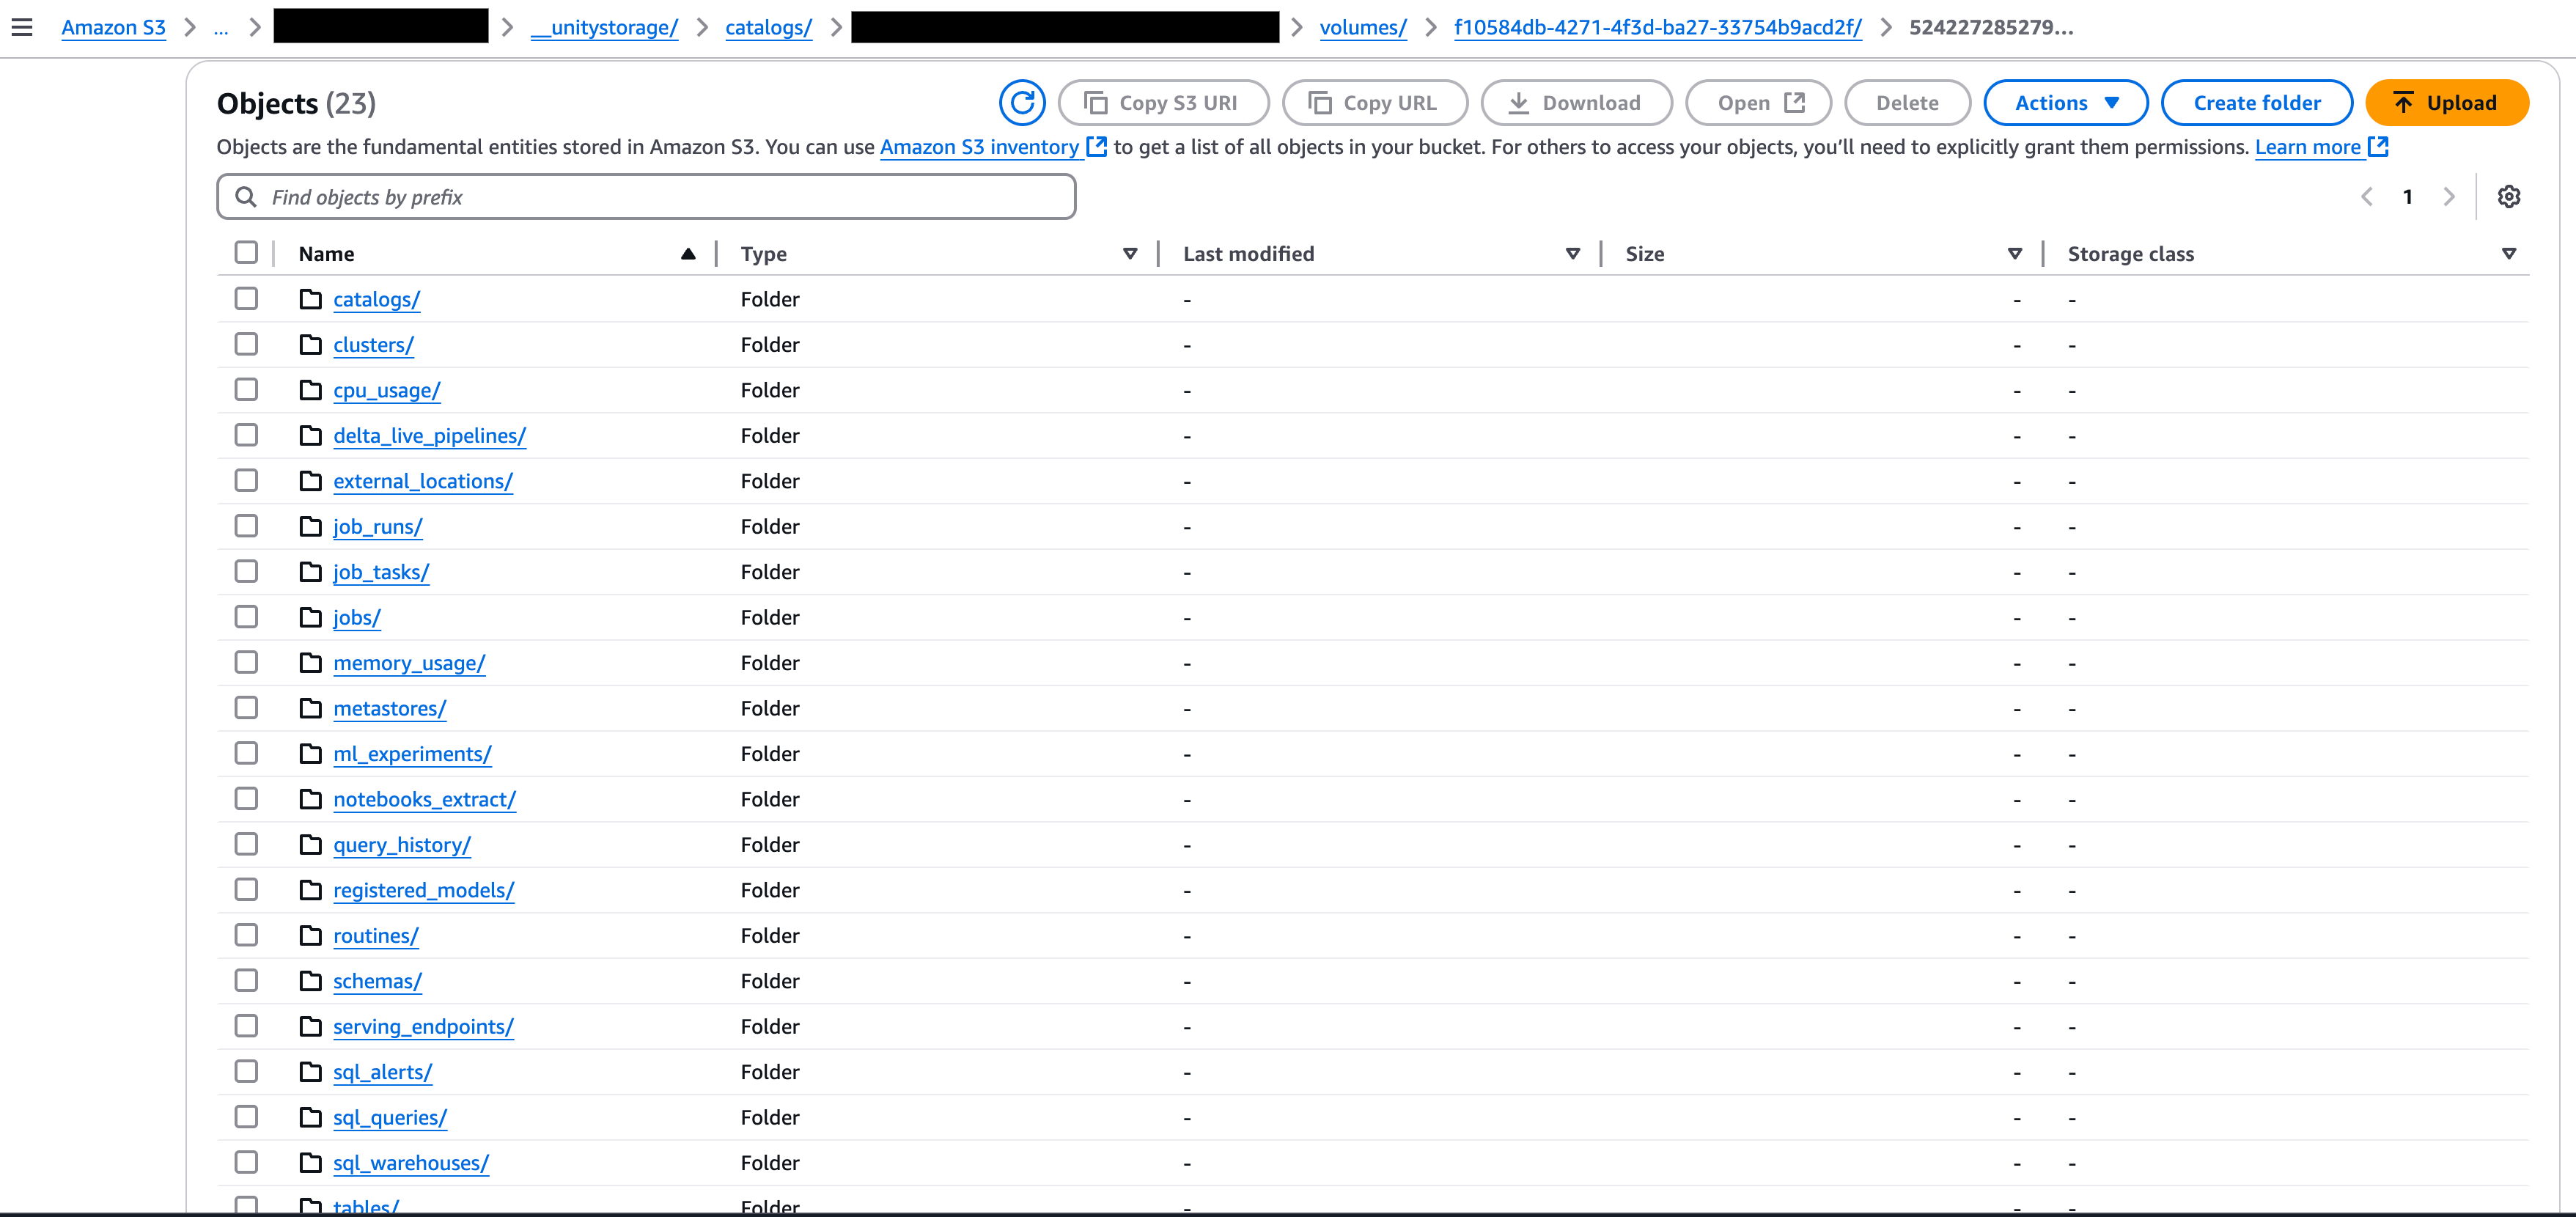 Amazon S3 > ... > > __unitystorage/ > catalogs/ > > volumes/ > f10584db-4271-4f3d-ba27-33754b9acd2f/ > 524227285279...
Objects (23) Copy S3 URI Copy URL Download Open Delete Actions Create folder Upload
Objects are the fundamental entities stored in Amazon S3. You can use Amazon S3 inventory to get a list of all objects in your bucket. For others to access your objects, you'll need to explicitly grant them permissions. Learn more
Find objects by prefix 1
Name Type Last modified Size Storage class
catalogs/ Folder - - -
clusters/ Folder - - -
cpu_usage/ Folder - - -
delta_live_pipelines/ Folder - - -
external_locations/ Folder - - -
job_runs/ Folder - - -
job_tasks/ Folder - - -
jobs/ Folder - - -
memory_usage/ Folder - - -
metastores/ Folder - - -
ml_experiments/ Folder - - -
notebooks_extract/ Folder - - -
query_history/ Folder - - -
registered_models/ Folder - - -
routines/ Folder - - -
schemas/ Folder - - -
serving_endpoints/ Folder - - -
sql_alerts/ Folder - - -
sql_queries/ Folder - - -
sql_warehouses/ Folder - - -
tables/ Folder - - -